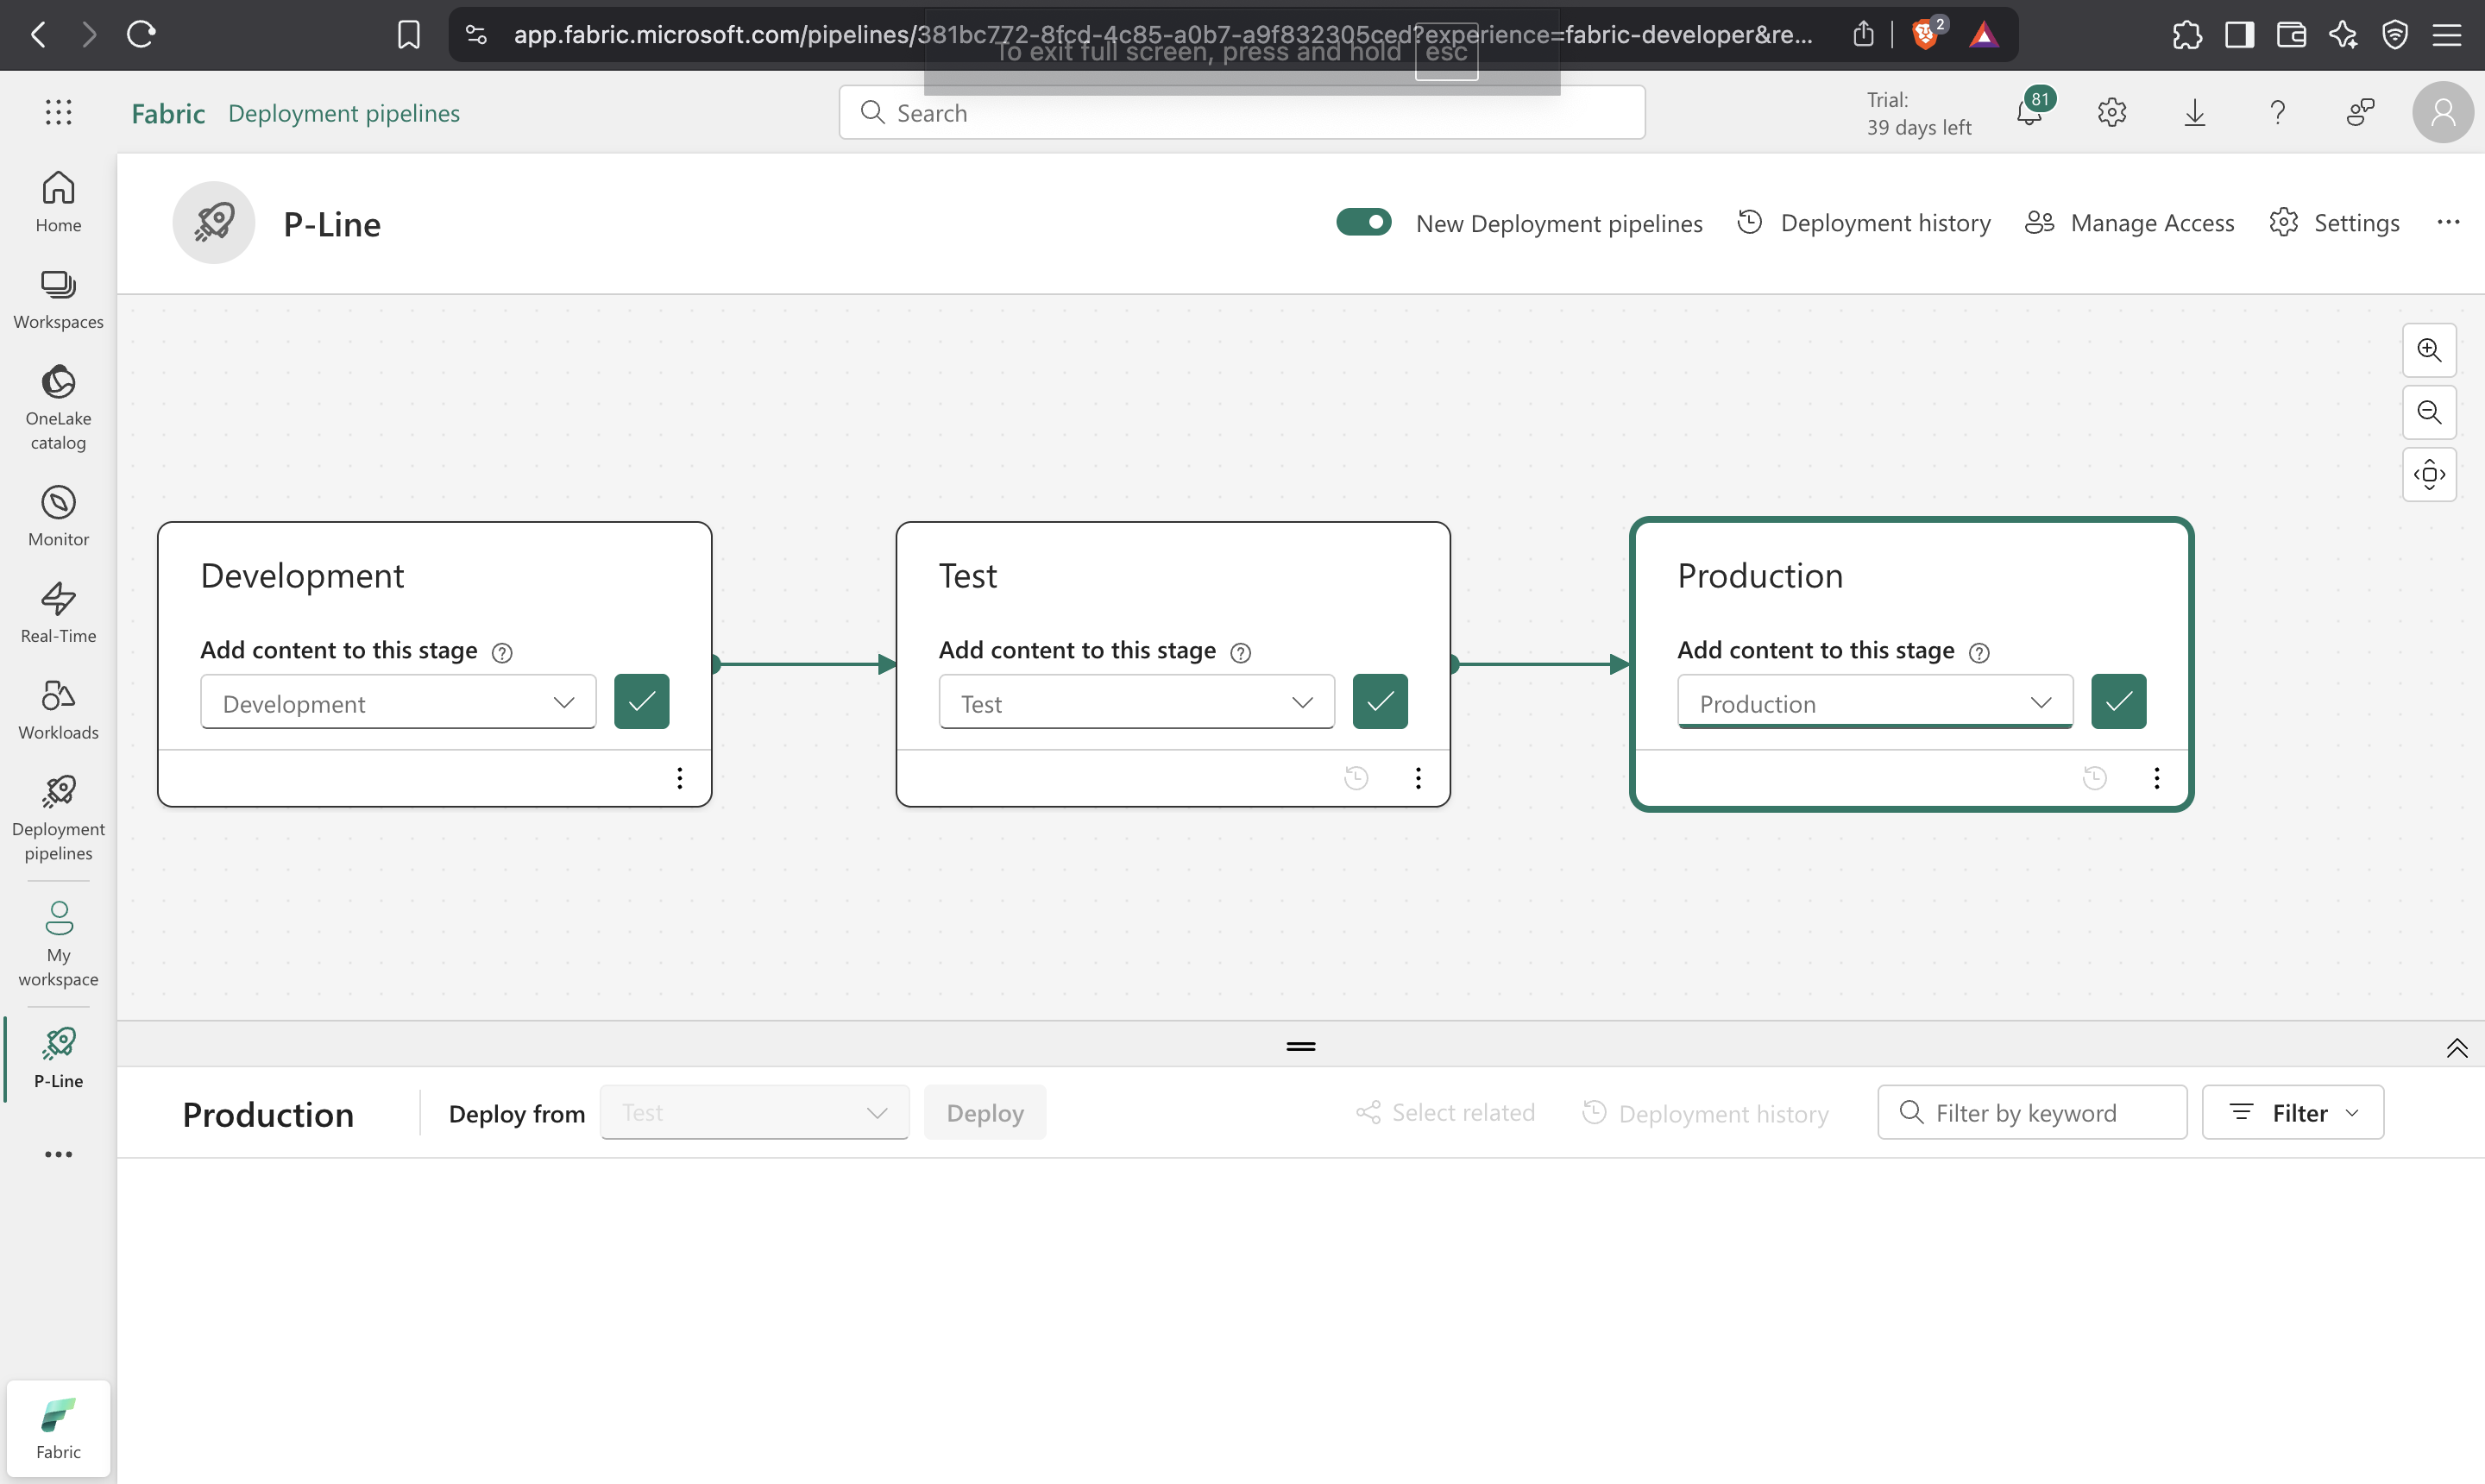 app.fabric.microsoft.com/pipelines/381bc772-8fcd-4c85-a0b7-a9f832305ced?experience=fabric-developer&re...
To exit full screen, press and hold esc
2
Fabric Deployment pipelines
Search
Trial:
39 days left
81
Home
Workspaces
OneLake
catalog
Monitor
Real-Time
Workloads
Deployment
pipelines
My
workspace
P-Line
Fabric
P-Line
New Deployment pipelines
Deployment history
Manage Access
Settings
Development
Add content to this stage
Development
Test
Add content to this stage
Test
Production
Add content to this stage
Production
Production
Deploy from
Test
Deploy
Select related
Deployment history
Filter by keyword
Filter